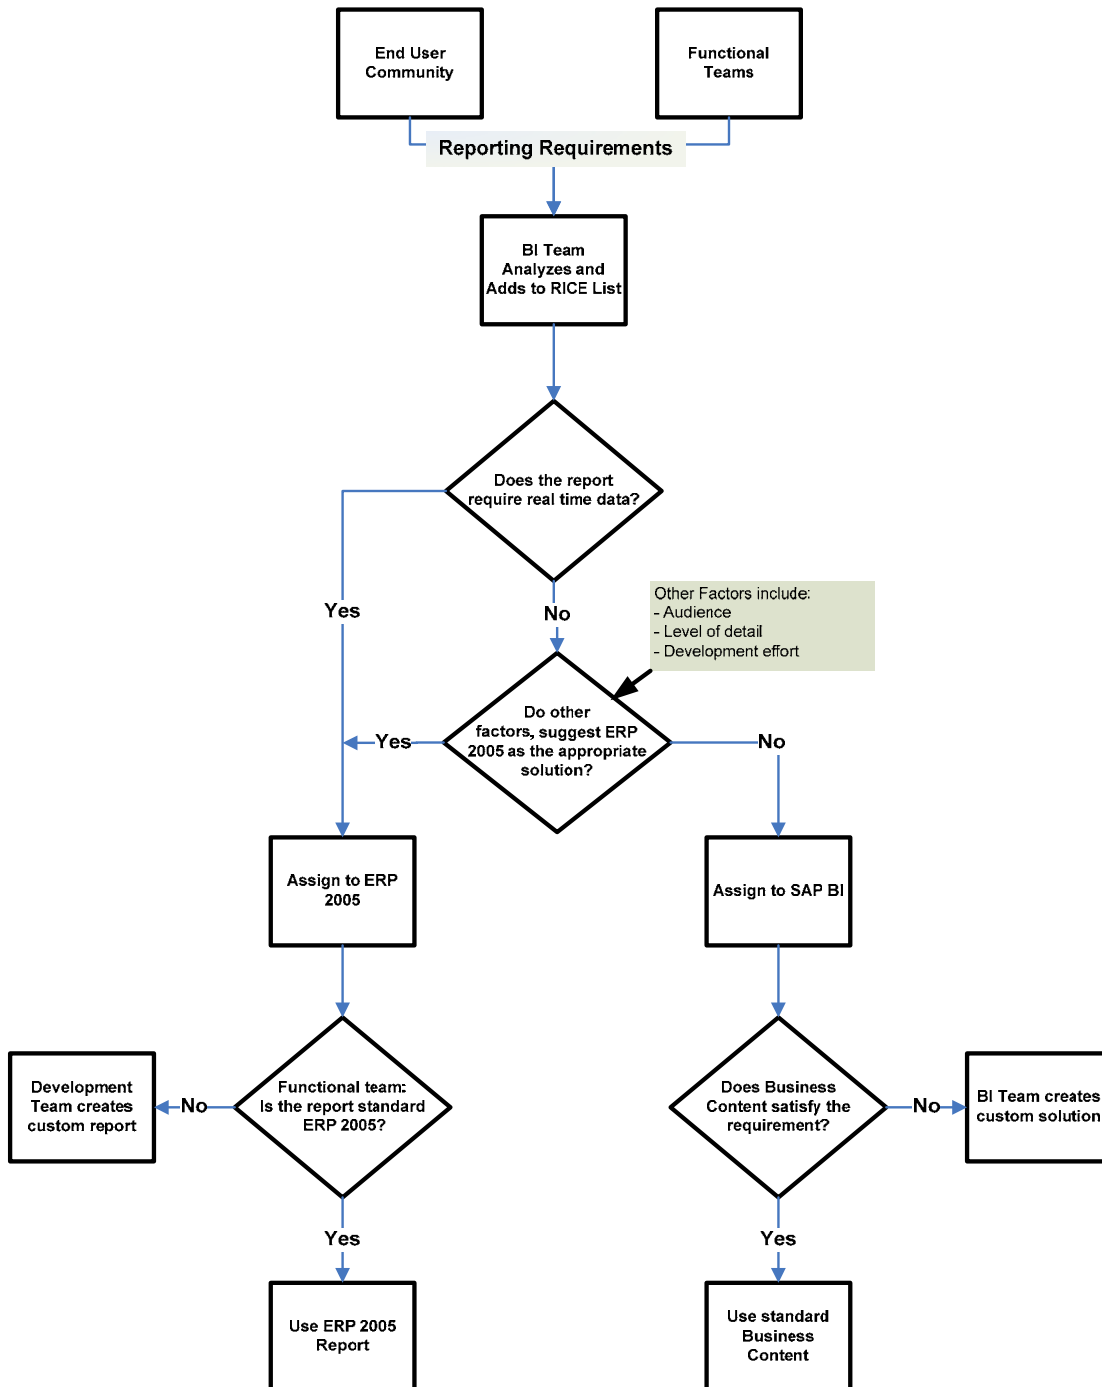 End User
Community
Functional
Teams
Reporting Requirements
BI Team
Analyzes and
Adds to RICE List
Does the report
require real time data?
Yes
No
Other Factors include:
- Audience
- Level of detail
- Development effort
Do other
factors, suggest ERP
2005 as the appropriate
solution?
Yes
No
Assign to ERP
2005
Assign to SAP BI
Development
Team creates
custom report
No
Functional team:
Is the report standard
ERP 2005?
Does Business
Content satisfy the
requirement?
No
BI Team creates
custom solution
Yes
Yes
Use ERP 2005
Report
Use standard
Business
Content